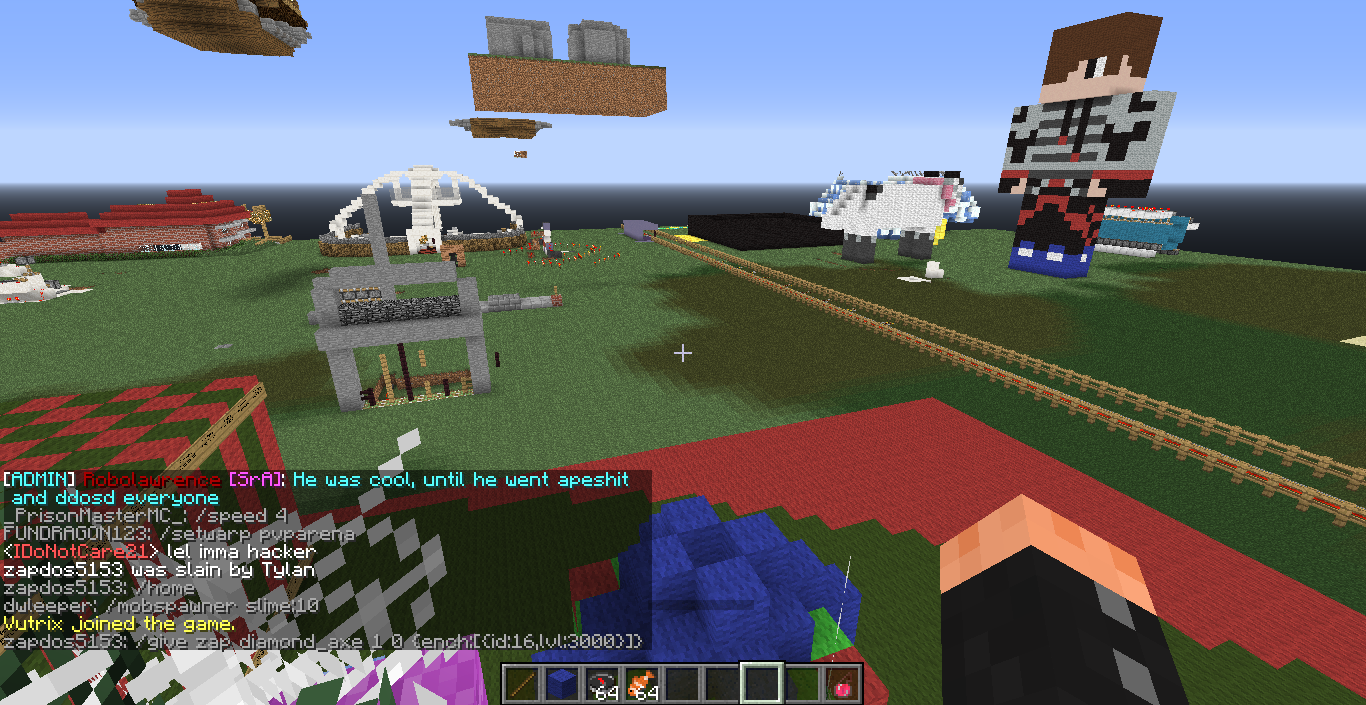 [ADMIN] Robolawrence [SrA]: He was cool, until he went apeshit
and ddosd everyone
_PrisonMasterMC_: /speed 4
FUNDRAGON123: /setwarp pvparena
<IDoNotCare21> lel imma hacker
zapdos5153 was slain by Tylan
zapdos5153: /home
dwleeper: /mobspawner slime 10
Vutrix joined the game.
zapdos5153: /give zap diamond_axe 1 0 {ench:[{id:16,lvl:3000}]}
64
64